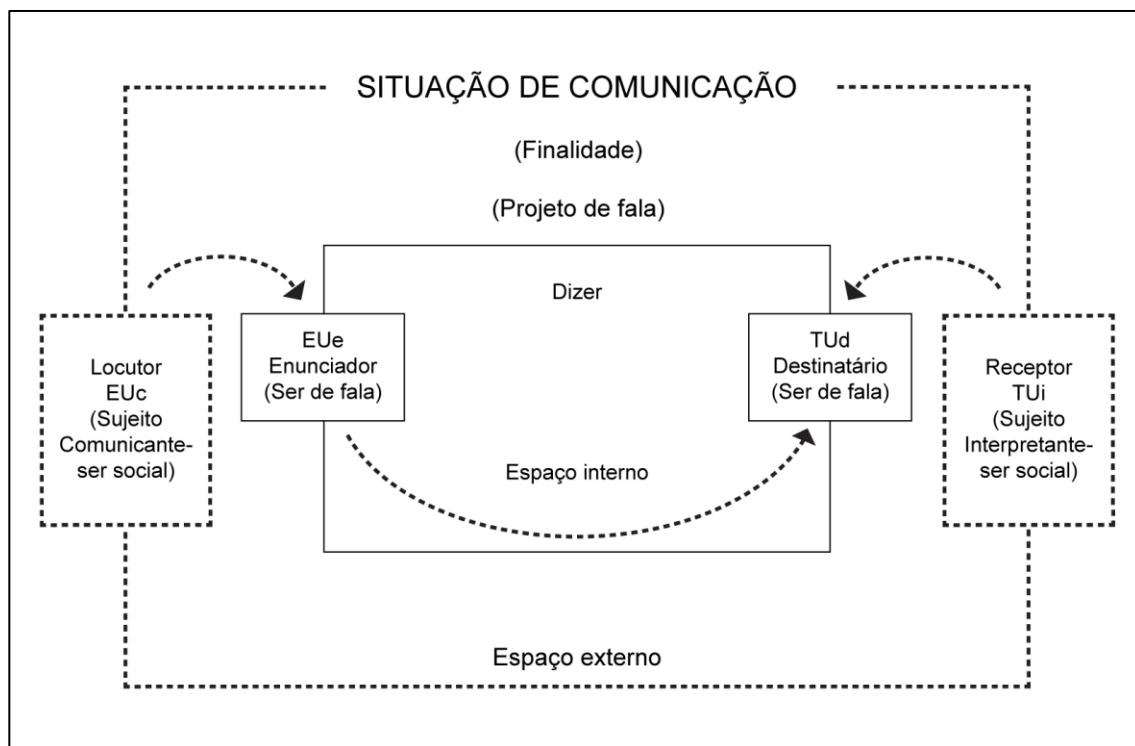 SITUAÇÃO DE COMUNICAÇÃO
(Finalidade)
(Projeto de fala)
Dizer
Locutor
EUc
(Sujeito
Comunicante-
ser social)
EUe
Enunciador
(Ser de fala)
TUd
Destinatário
(Ser de fala)
Receptor
TUi
(Sujeito
Interpretante-
ser social)
Espaço interno
Espaço externo